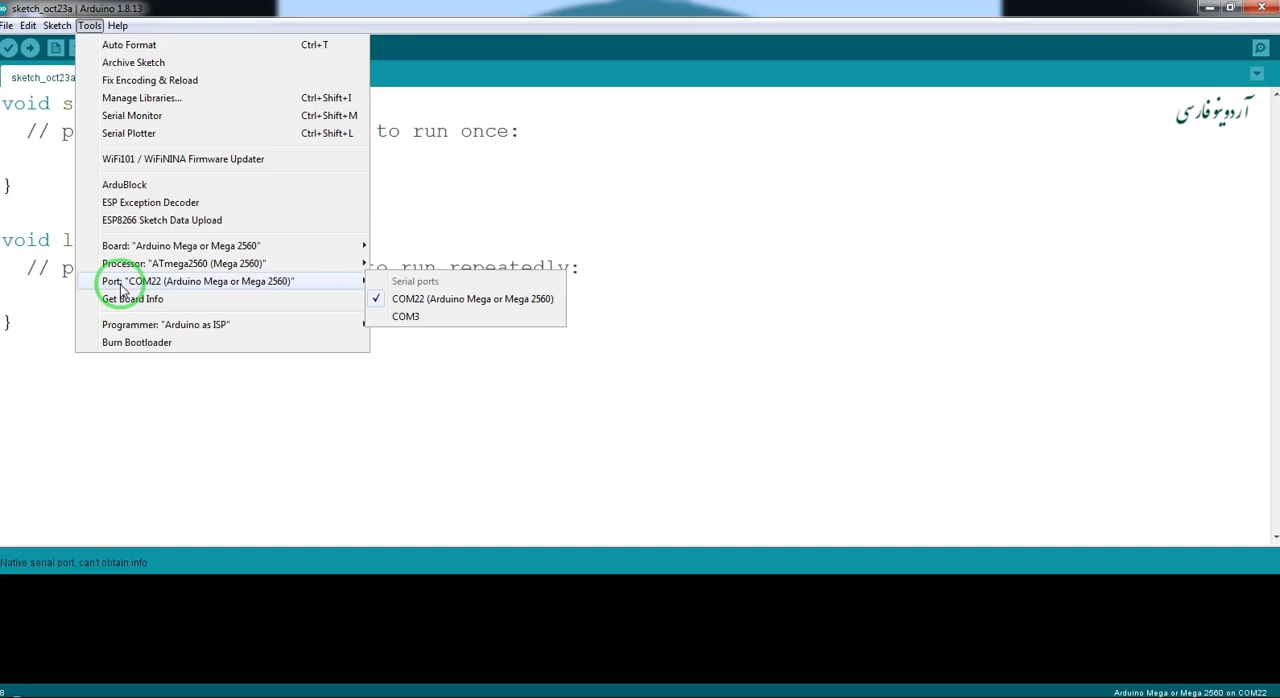 sketch_oct23a | Arduino 1.8.13
File Edit Sketch Tools Help
sketch_oct23a
Auto Format Ctrl+T
Archive Sketch
Fix Encoding & Reload
Manage Libraries... Ctrl+Shift+I
Serial Monitor Ctrl+Shift+M
Serial Plotter Ctrl+Shift+L
WiFi101 / WiFiNINA Firmware Updater
ArduBlock
ESP Exception Decoder
ESP8266 Sketch Data Upload
Board: "Arduino Mega or Mega 2560"
Processor: "ATmega2560 (Mega 2560)"
Port: "COM22 (Arduino Mega or Mega 2560)"
Get Board Info
Programmer: "Arduino as ISP"
Burn Bootloader
Serial ports
COM22 (Arduino Mega or Mega 2560)
COM3
آردوینو فارسی
void s
// p to run once:
}
void l
// p to run repeatedly:
}
Native serial port, can't obtain info
8 Arduino Mega or Mega 2560 on COM22